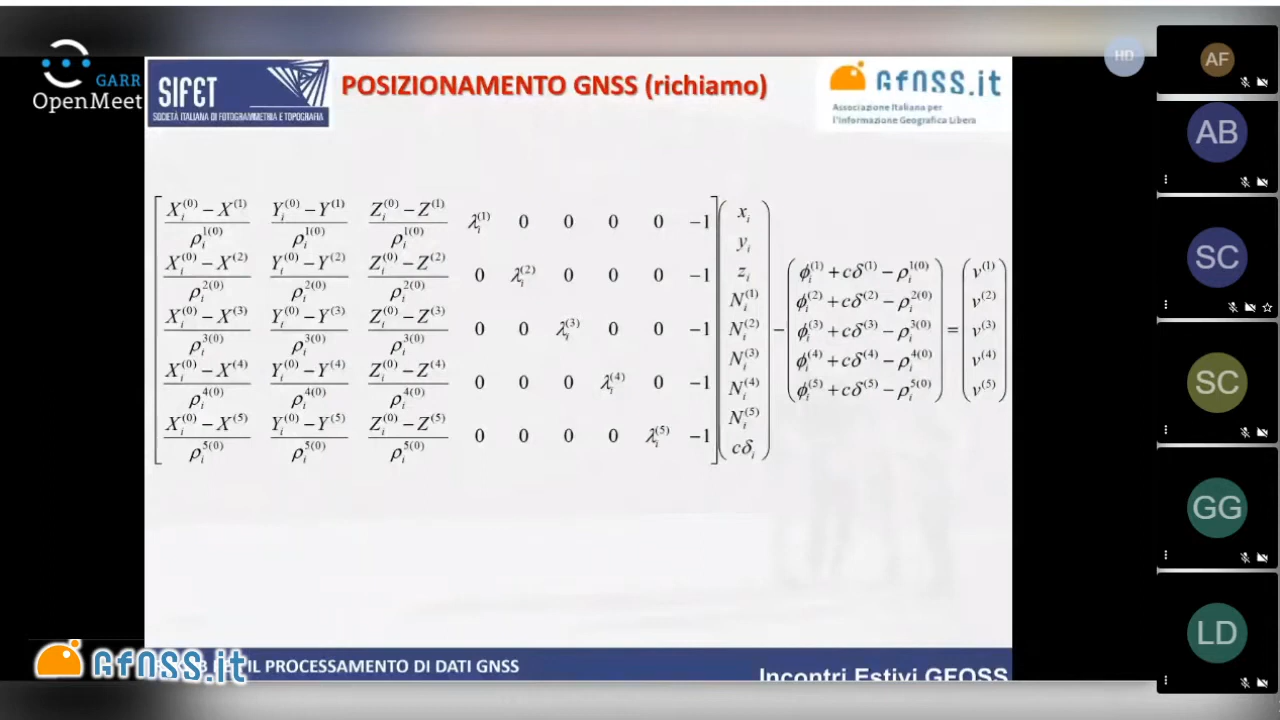 GARR
OpenMeet
SIFET
SOCIETÀ ITALIANA DI FOTOGRAMMETRIA E TOPOGRAFIA
POSIZIONAMENTO GNSS (richiamo)
GFOSS.it
Associazione Italiana per
l'Informazione Geografica Libera
HD
AF
AB
SC
SC
GG
LD
X_i^(0) − X^(1) / ρ_i^1(0) Y_i^(0) − Y^(1) / ρ_i^1(0) Z_i^(0) − Z^(1) / ρ_i^1(0) λ_i^(1) 0 0 0 0 −1
X_i^(0) − X^(2) / ρ_i^2(0) Y_i^(0) − Y^(2) / ρ_i^2(0) Z_i^(0) − Z^(2) / ρ_i^2(0) 0 λ_i^(2) 0 0 0 −1
X_i^(0) − X^(3) / ρ_i^3(0) Y_i^(0) − Y^(3) / ρ_i^3(0) Z_i^(0) − Z^(3) / ρ_i^3(0) 0 0 λ_i^(3) 0 0 −1
X_i^(0) − X^(4) / ρ_i^4(0) Y_i^(0) − Y^(4) / ρ_i^4(0) Z_i^(0) − Z^(4) / ρ_i^4(0) 0 0 0 λ_i^(4) 0 −1
X_i^(0) − X^(5) / ρ_i^5(0) Y_i^(0) − Y^(5) / ρ_i^5(0) Z_i^(0) − Z^(5) / ρ_i^5(0) 0 0 0 0 λ_i^(5) −1
x_i
y_i
z_i
N_i^(1)
N_i^(2)
N_i^(3)
N_i^(4)
N_i^(5)
cδ_i
−
ϕ_i^(1) + cδ^(1) − ρ_i^1(0)
ϕ_i^(2) + cδ^(2) − ρ_i^2(0)
ϕ_i^(3) + cδ^(3) − ρ_i^3(0)
ϕ_i^(4) + cδ^(4) − ρ_i^4(0)
ϕ_i^(5) + cδ^(5) − ρ_i^5(0)
=
ν^(1)
ν^(2)
ν^(3)
ν^(4)
ν^(5)
GFOSS.it
IL PROCESSAMENTO DI DATI GNSS
Incontri Estivi GFOSS